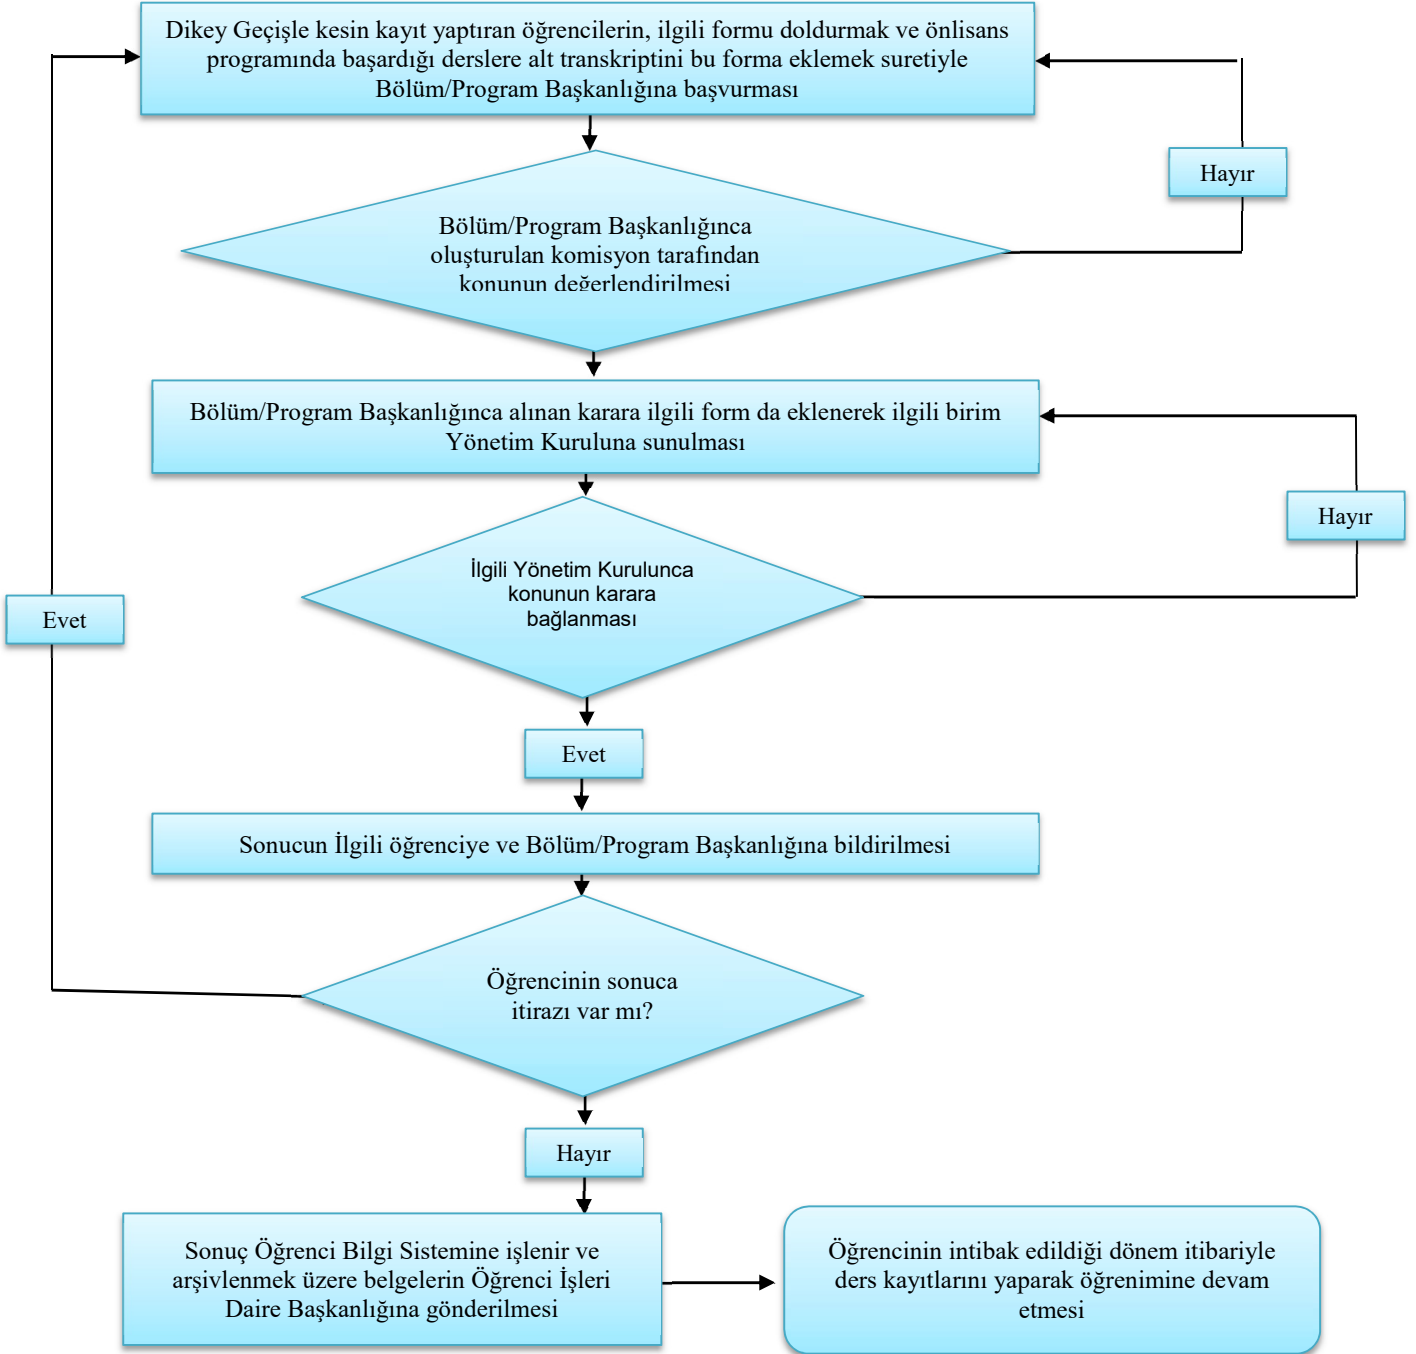 Dikey Geçişle kesin kayıt yaptıran öğrencilerin, ilgili formu doldurmak ve önlisans
programında başardığı derslere alt transkriptini bu forma eklemek suretiyle
Bölüm/Program Başkanlığına başvurması
Hayır
Bölüm/Program Başkanlığınca
oluşturulan komisyon tarafından
konunun değerlendirilmesi
Bölüm/Program Başkanlığınca alınan karara ilgili form da eklenerek ilgili birim
Yönetim Kuruluna sunulması
Hayır
İlgili Yönetim Kurulunca
konunun karara
bağlanması
Evet
Evet
Sonucun İlgili öğrenciye ve Bölüm/Program Başkanlığına bildirilmesi
Öğrencinin sonuca
itirazı var mı?
Hayır
Sonuç Öğrenci Bilgi Sistemine işlenir ve
arşivlenmek üzere belgelerin Öğrenci İşleri
Daire Başkanlığına gönderilmesi
Öğrencinin intibak edildiği dönem itibariyle
ders kayıtlarını yaparak öğrenimine devam
etmesi